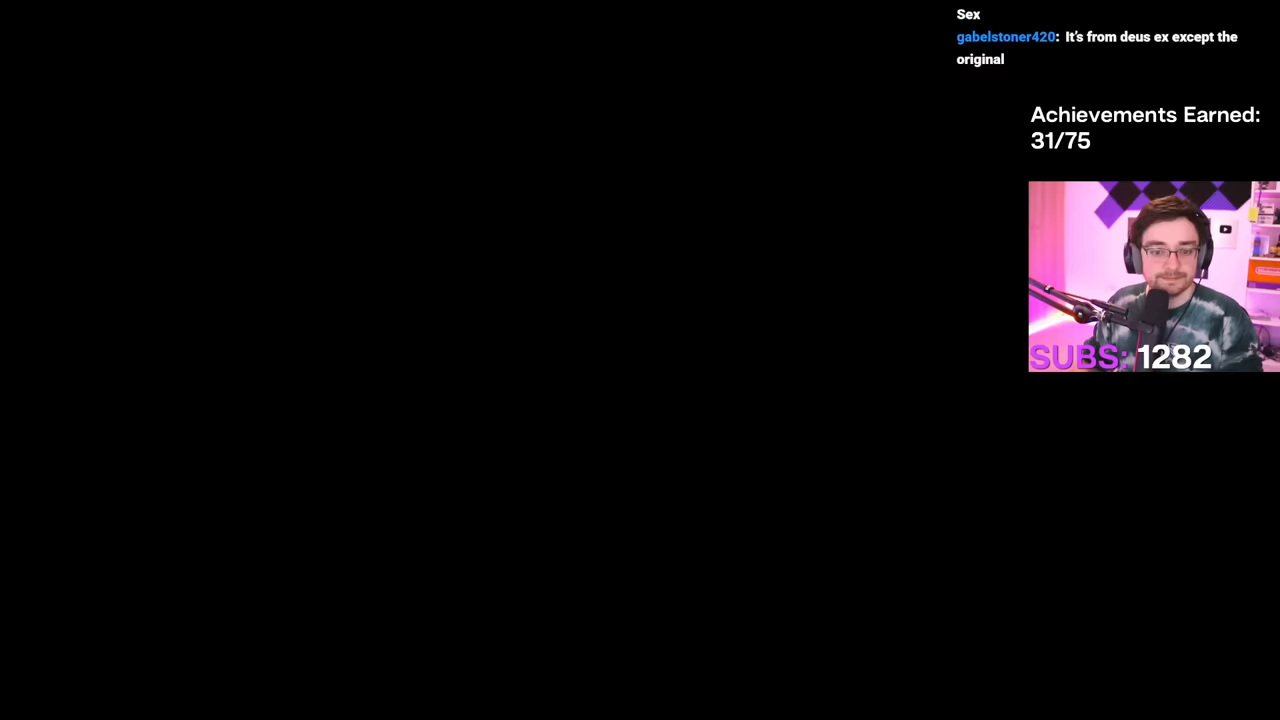 Sex
gabelstoner420: It’s from deus ex except the
original
Achievements Earned:
31/75
SUBS: 1282